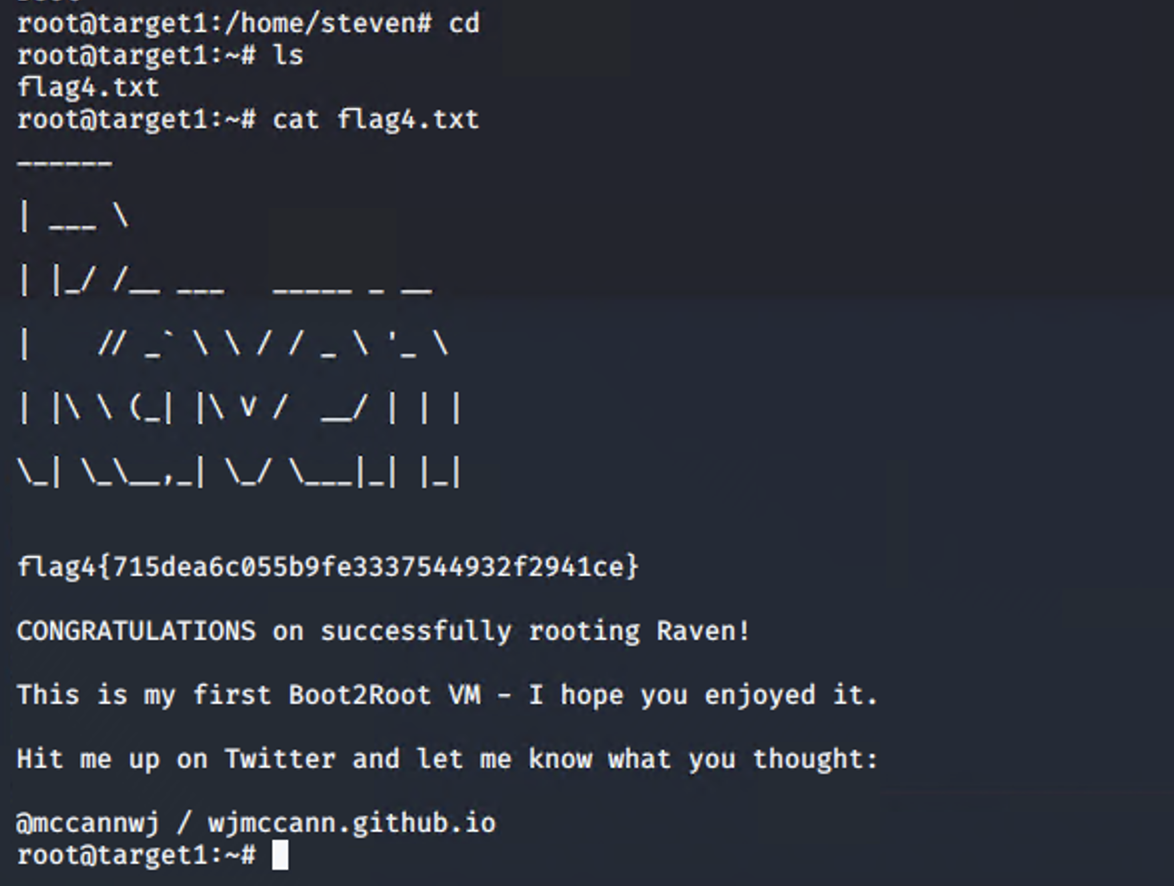 root@target1:/home/steven# cd
root@target1:~# ls
flag4.txt
root@target1:~# cat flag4.txt
______
| ___ \
| |_/ /__ ___   _____ _ __
|    // _` \ \ / / _ \ '_ \
| |\ \ (_| |\ V /  __/ | | |
\_| \_\__,_| \_/ \___|_| |_|
flag4{715dea6c055b9fe3337544932f2941ce}
CONGRATULATIONS on successfully rooting Raven!
This is my first Boot2Root VM - I hope you enjoyed it.
Hit me up on Twitter and let me know what you thought:
@mccannwj / wjmccann.github.io
root@target1:~#